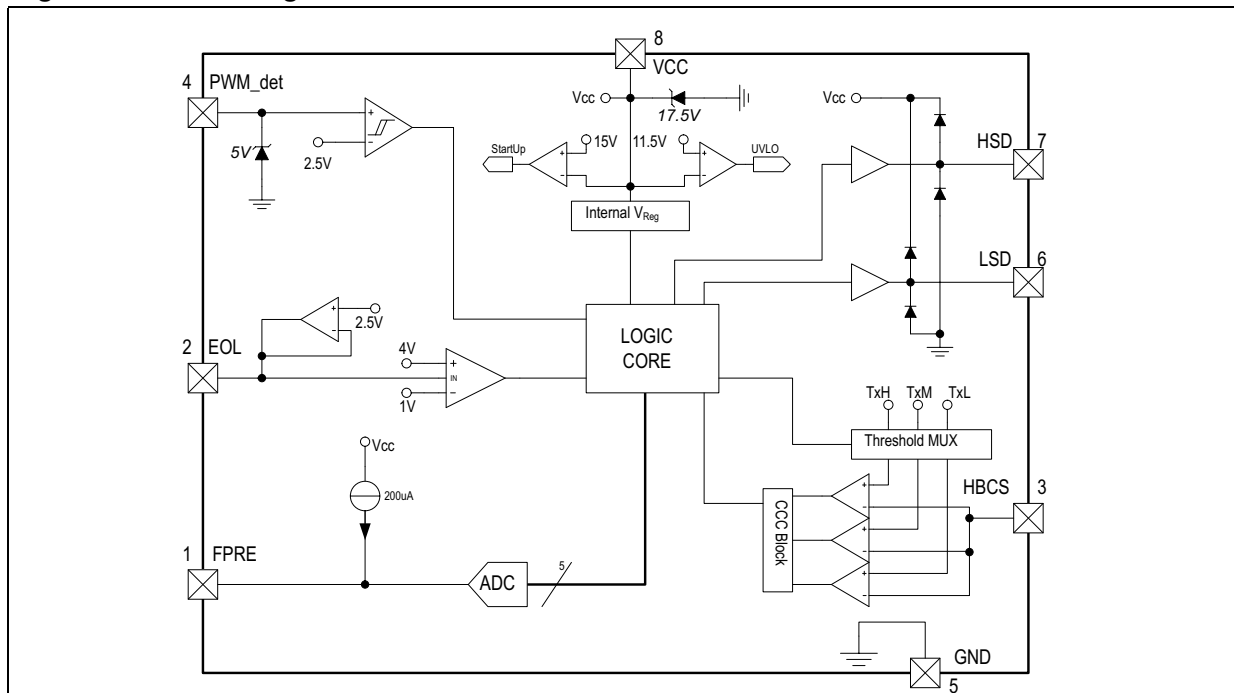 8
VCC
4 PWM_det
Vcc
17.5V
Vcc
5V
+
-
2.5V
StartUp
+
-
15V
11.5V
+
-
UVLO
HSD
7
Internal VReg
LSD
6
+
-
2.5V
LOGIC
CORE
2 EOL
4V
+
IN
-
1V
TxH TxM TxL
Threshold MUX
Vcc
200uA
HBCS
3
CCC Block
+
-
+
-
+
-
1 FPRE
ADC
5
GND
5